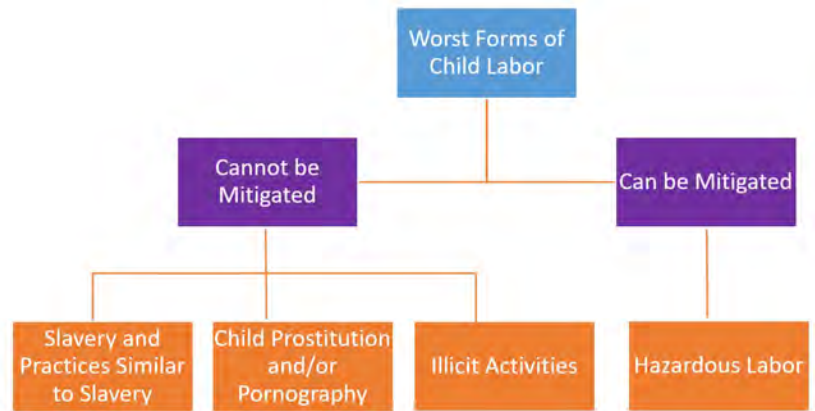 Worst Forms of
Child Labor
Cannot be
Mitigated
Can be Mitigated
Slavery and
Practices Similar
to Slavery
Child Prostitution
and/or
Pornography
Illicit Activities
Hazardous Labor